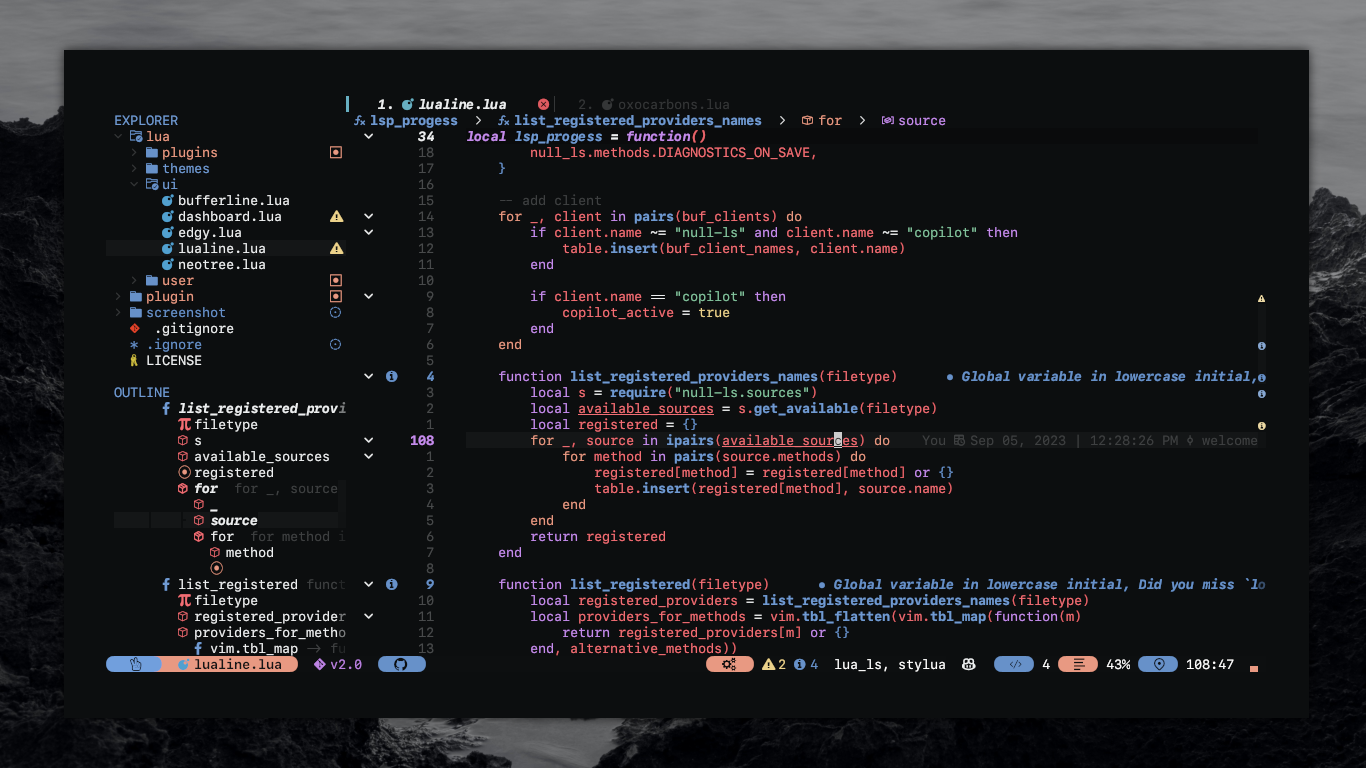 1. lualine.lua 2. oxocarbons.lua
EXPLORER
lua
plugins
themes
ui
bufferline.lua
dashboard.lua
edgy.lua
lualine.lua
neotree.lua
user
plugin
screenshot
.gitignore
.ignore
LICENSE
OUTLINE
list_registered_provi
filetype
s
available_sources
registered
for for _, source
_
source
for for method i
method
list_registered funct
filetype
registered_provider
providers_for_metho
vim.tbl_map -> fu
lsp_progess > list_registered_providers_names > for > source
34 local lsp_progess = function()
18 null_ls.methods.DIAGNOSTICS_ON_SAVE,
17 }
16
15 -- add client
14 for _, client in pairs(buf_clients) do
13 if client.name ~= "null-ls" and client.name ~= "copilot" then
12 table.insert(buf_client_names, client.name)
11 end
10
9 if client.name == "copilot" then
8 copilot_active = true
7 end
6 end
5
4 function list_registered_providers_names(filetype) ● Global variable in lowercase initial,
3 local s = require("null-ls.sources")
2 local available_sources = s.get_available(filetype)
1 local registered = {}
108 for _, source in ipairs(available_sources) do You Sep 05, 2023 | 12:28:26 PM welcome
1 for method in pairs(source.methods) do
2 registered[method] = registered[method] or {}
3 table.insert(registered[method], source.name)
4 end
5 end
6 return registered
7 end
8
9 function list_registered(filetype) ● Global variable in lowercase initial, Did you miss `lo
10 local registered_providers = list_registered_providers_names(filetype)
11 local providers_for_methods = vim.tbl_flatten(vim.tbl_map(function(m)
12 return registered_providers[m] or {}
13 end, alternative_methods))
lualine.lua v2.0 2 4 lua_ls, stylua </> 4 43% 108:47